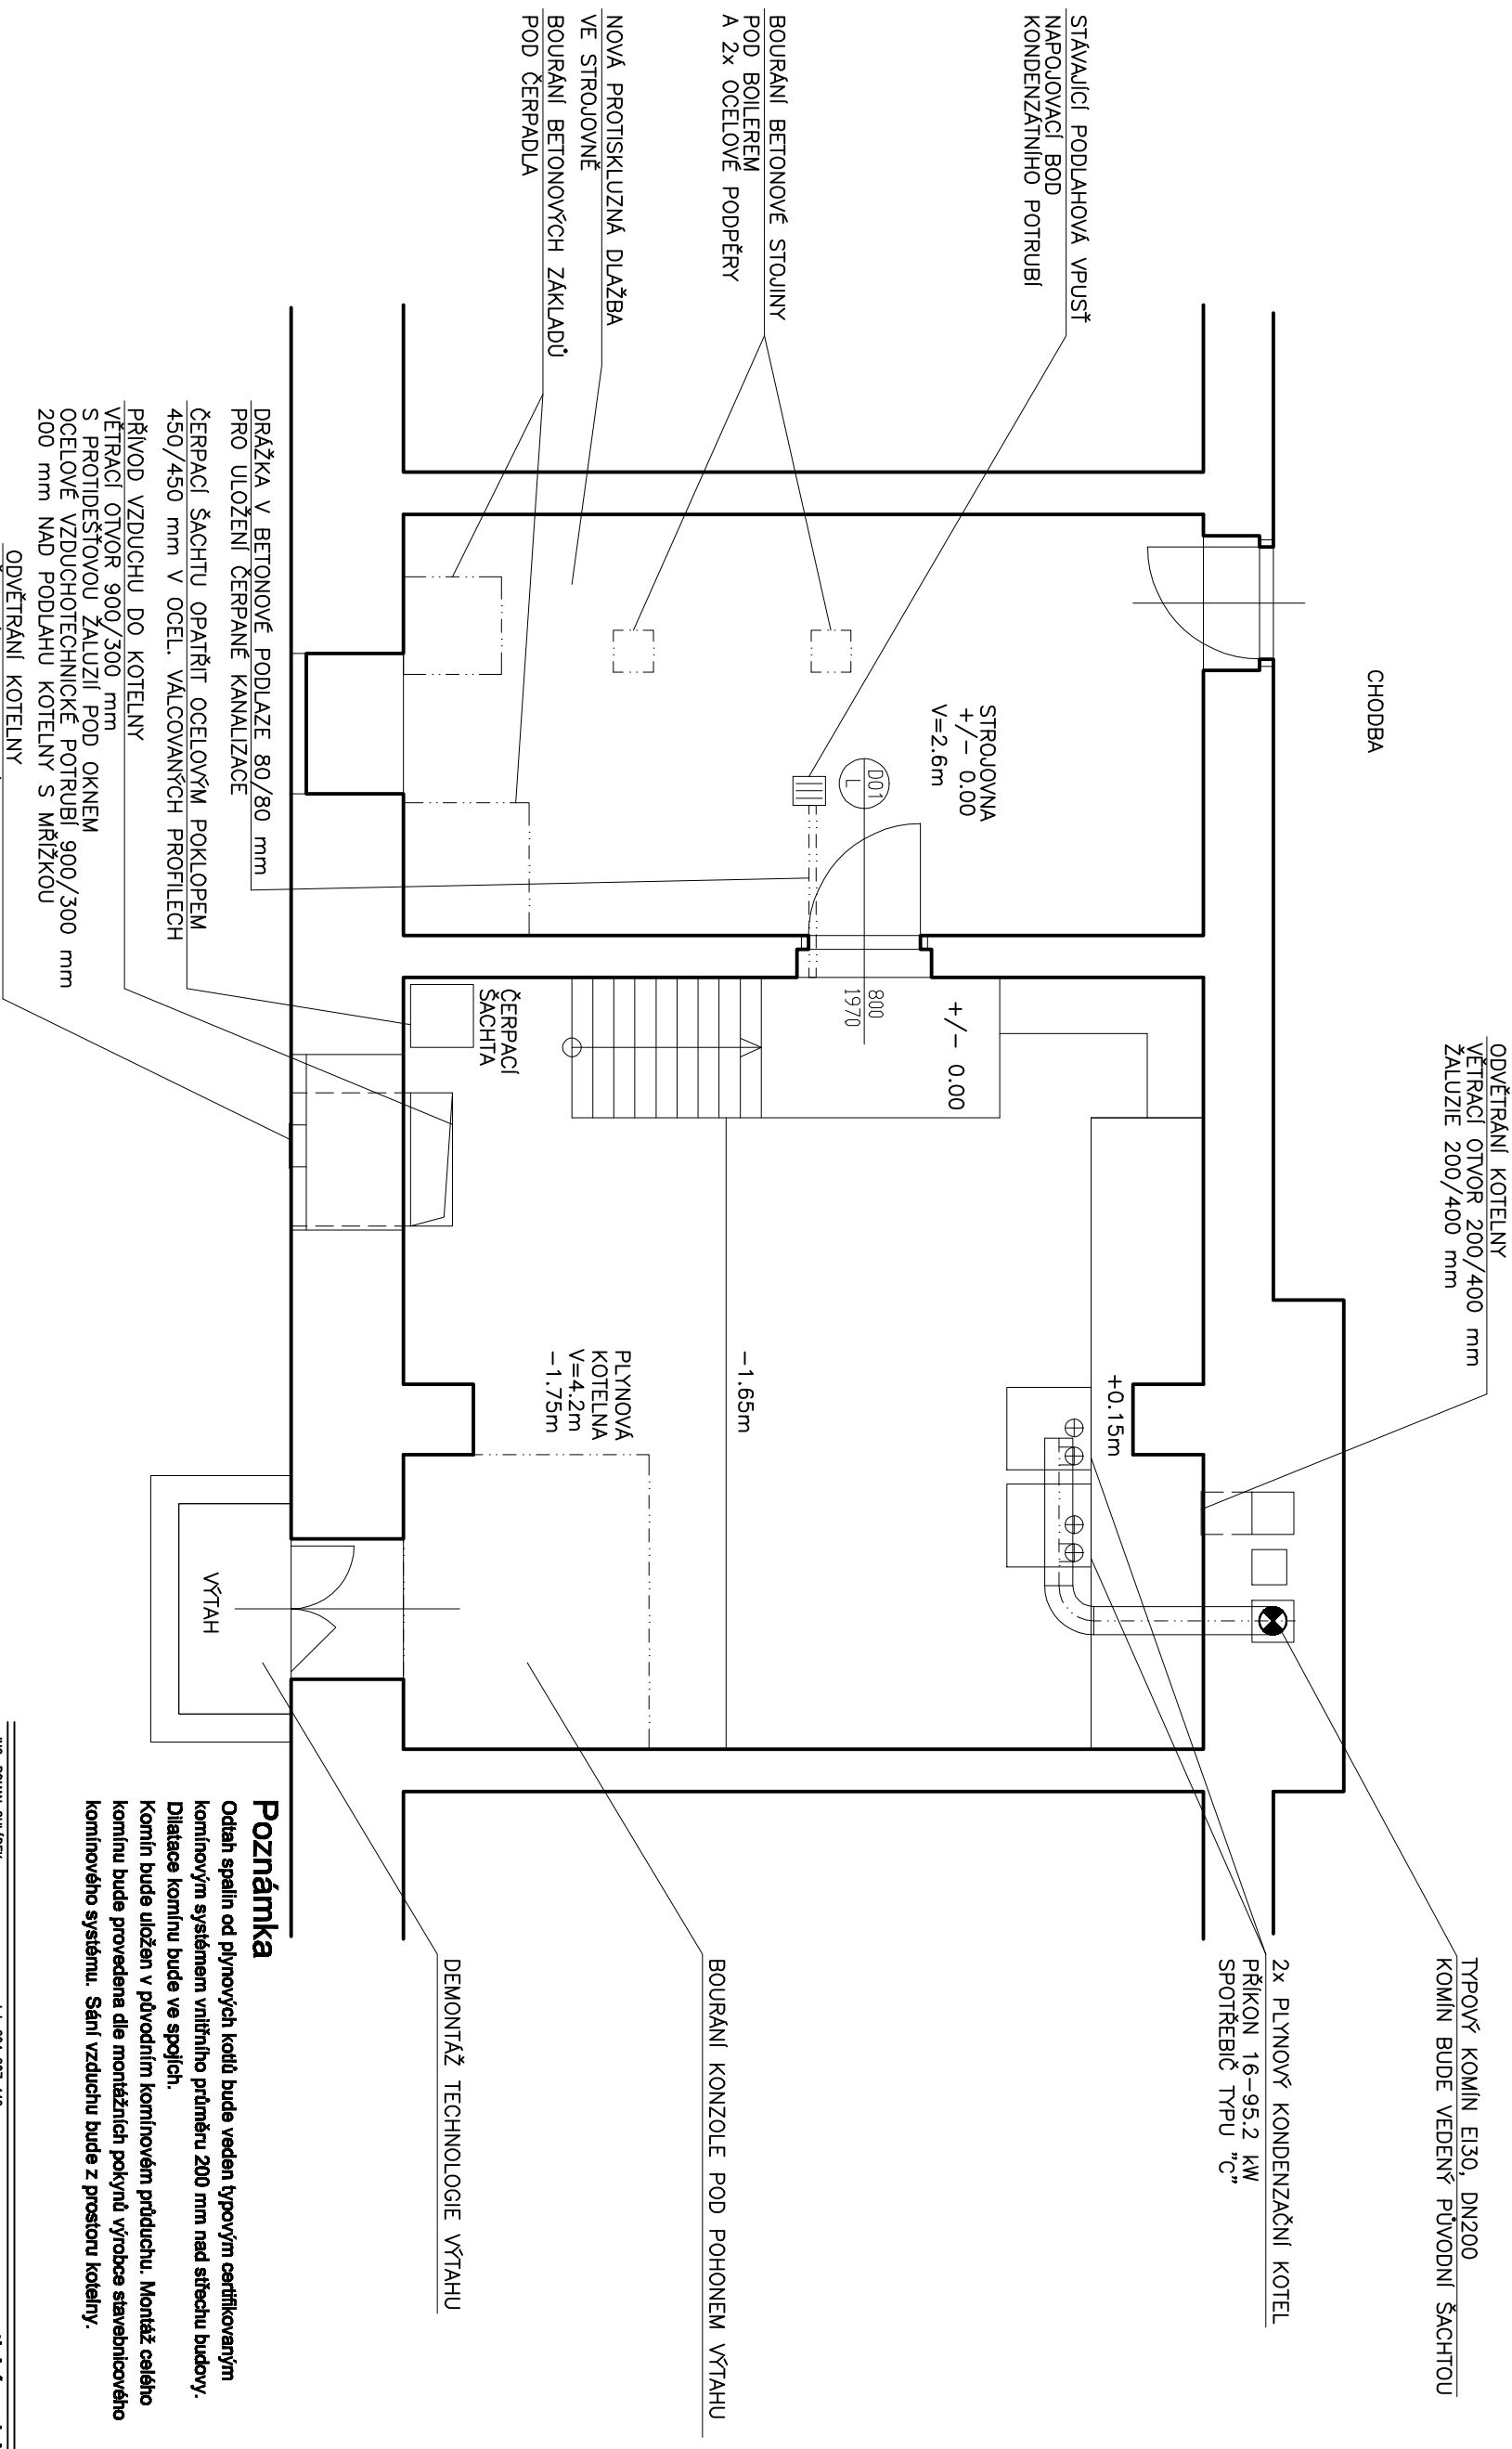 CHODBA
ODVĚTRÁNÍ KOTELNY
VĚTRACÍ OTVOR 200/400 mm
ŽALUZIE 200/400 mm
TYPOVÝ KOMÍN EI30, DN200
KOMÍN BUDE VEDENÝ PŮVODNÍ ŠACHTOU
2x PLYNOVÝ KONDENZAČNÍ KOTEL
PŘÍKON 16-95.2 kW
SPOTŘEBIČ TYPU "C"
STÁVAJÍCÍ PODLAHOVÁ VPUSŤ
NAPOJOVACÍ BOD
KONDENZÁTNÍHO POTRUBÍ
BOURÁNÍ BETONOVÉ STOJINY
POD BOILEREM
A 2x OCELOVÉ PODPĚRY
NOVÁ PROTISKLUZNÁ DLAŽBA
VE STROJOVNĚ
BOURÁNÍ BETONOVÝCH ZÁKLADŮ
POD ČERPADLA
STROJOVNA
+/- 0.00
V=2.6m
D01
L
800
1970
+/- 0.00
+0.15m
-1.65m
PLYNOVÁ
KOTELNA
V=4.2m
-1.75m
ČERPACÍ
ŠACHTA
VÝTAH
BOURÁNÍ KONZOLE POD POHONEM VÝTAHU
DEMONTÁŽ TECHNOLOGIE VÝTAHU
DRÁŽKA V BETONOVÉ PODLAZE 80/80 mm
PRO ULOŽENÍ ČERPANÉ KANALIZACE
ČERPACÍ ŠACHTU OPATŘIT OCELOVÝM POKLOPEM
450/450 mm V OCEL. VÁLCOVANÝCH PROFILECH
PŘÍVOD VZDUCHU DO KOTELNY
VĚTRACÍ OTVOR 900/300 mm
S PROTIDEŠŤOVOU ŽALUZIÍ POD OKNEM
OCELOVÉ VZDUCHOTECHNICKÉ POTRUBÍ 900/300 mm
200 mm NAD PODLAHU KOTELNY S MŘÍŽKOU
ODVĚTRÁNÍ KOTELNY
Poznámka
Odtah spalin od plynových kotlů bude veden typovým certifikovaným
komínovým systémem vnitřního průměru 200 mm nad střechu budovy.
Dilatace komínu bude ve spojích.
Komín bude uložen v původním komínovém průduchu. Montáž celého
komínu bude provedena dle montážních pokynů výrobce stavebnicového
komínového systému. Sání vzduchu bude z prostoru kotelny.